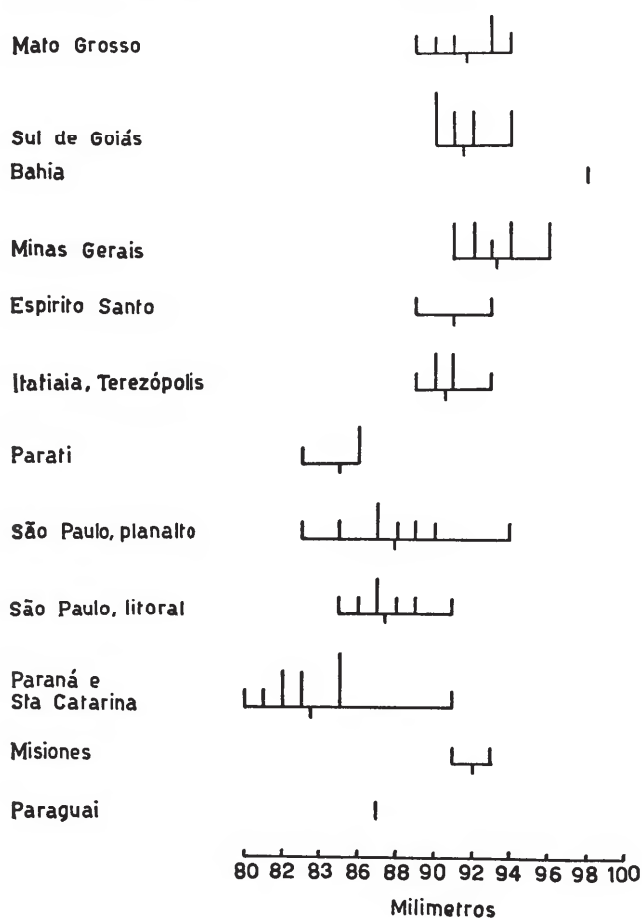 Mato Grosso
Sul de Goiás
Bahia
Minas Gerais
Espirito Santo
Itatiaia, Terezópolis
Parati
São Paulo, planalto
São Paulo, litoral
Paraná e
Sta Catarina
Misiones
Paraguai
80 82 83 86 88 90 92 94 96 98 100
Milimetros